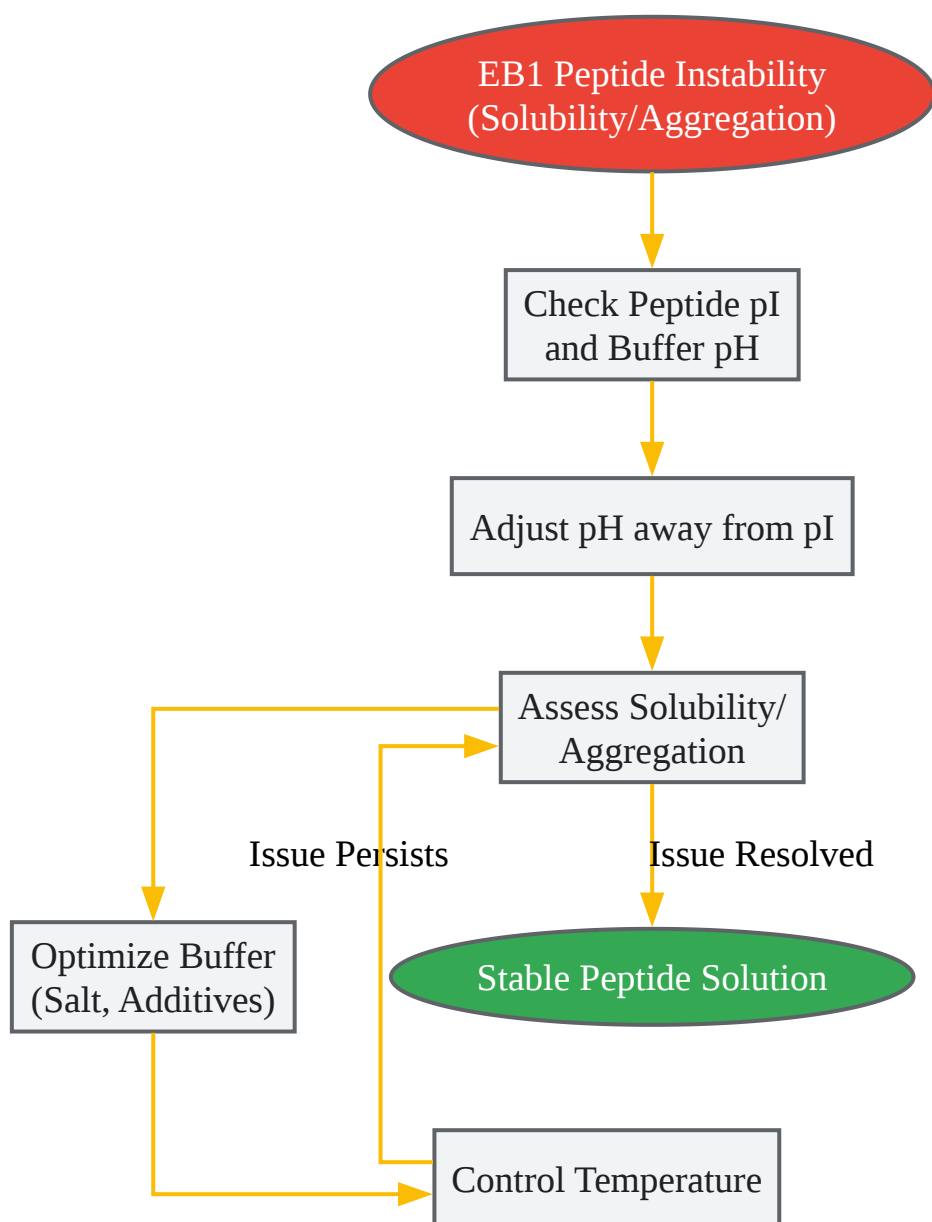 EB1 Peptide Instability
(Solubility/Aggregation)
Check Peptide pI
and Buffer pH
Adjust pH away from pI
Assess Solubility/
Aggregation
Issue Persists
Issue Resolved
Optimize Buffer
(Salt, Additives)
Stable Peptide Solution
Control Temperature